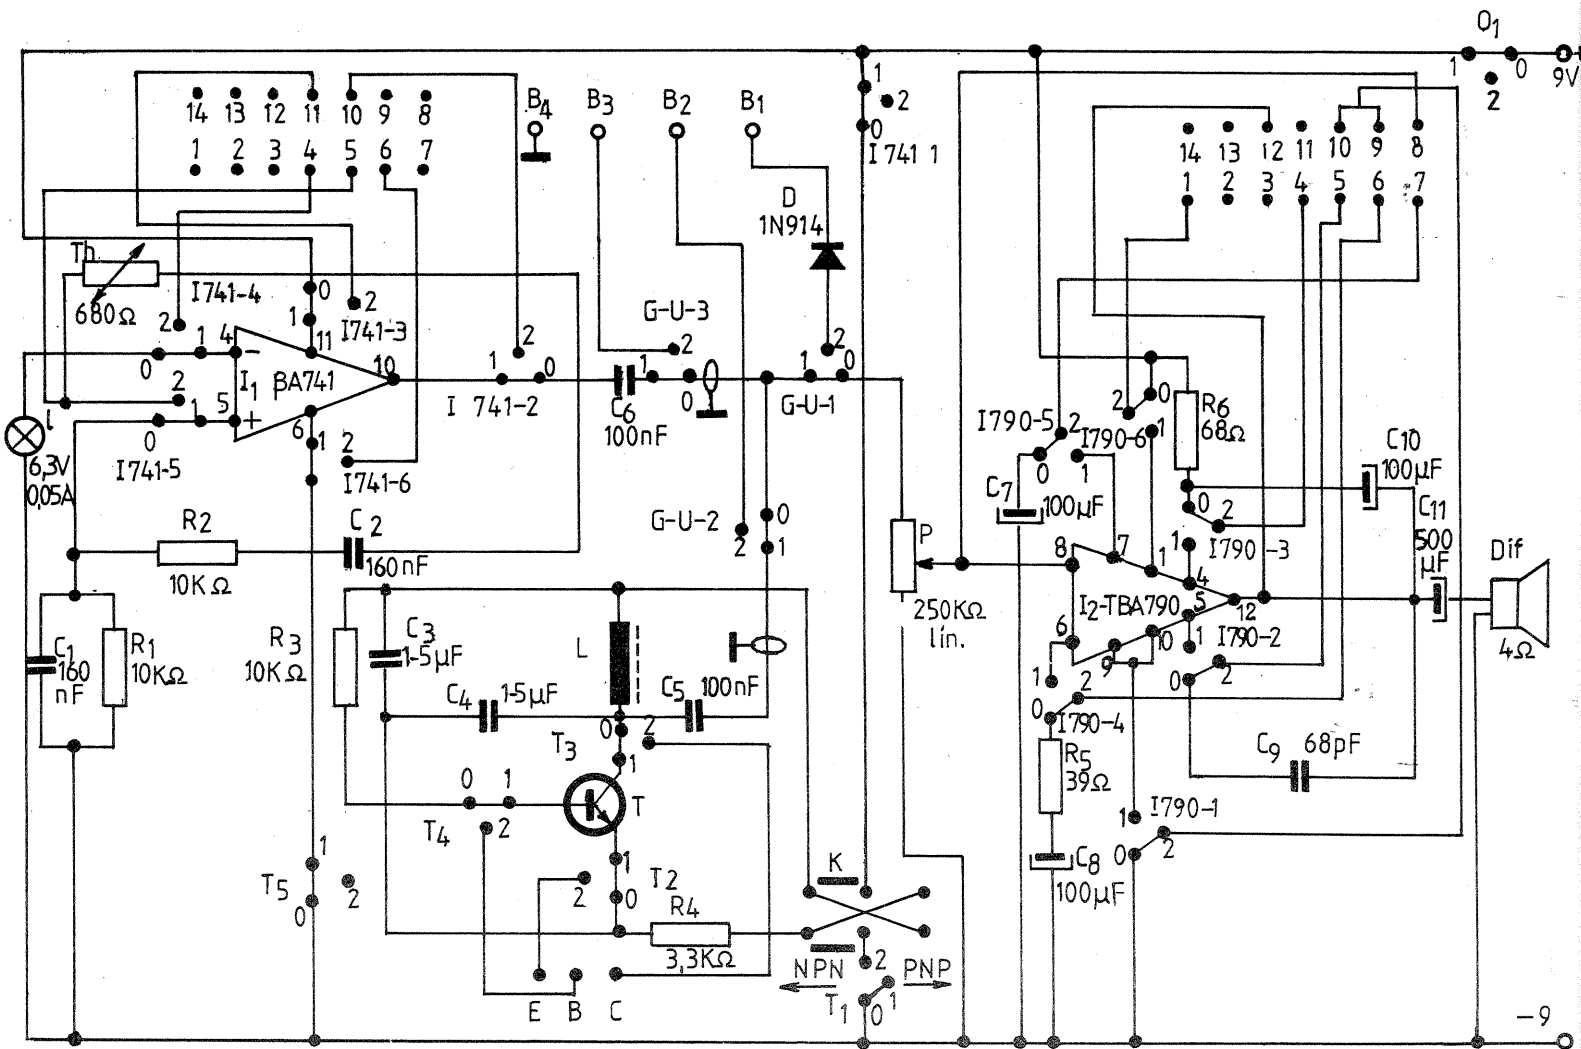 O1
1 0 9V
2
14 13 12 11 10 9 8
1 2 3 4 5 6 7
B4 B3 B2 B1
1
2
0
I 741 1
14 13 12 11 10 9 8
1 2 3 4 5 6 7
D
1N914
Th
680Ω
I741-4
0
2
1
I741-3
2 1 4 − 11
0
I1 βA741 10
2
1 5 +
0 6
I741-5
1
2
I741-6
1 2 0
I 741-2
G-U-3
2
1
0
C6
100nF
2
1 0
G-U-1
l
6,3V
0,05A
R2
10KΩ
C2
160nF
G-U-2
0
2 1
P
250KΩ
lin.
C1
160
nF
R1
10KΩ
R3
10KΩ
C3
1-5µF
L
C4
1-5µF
C5
100nF
0 2
T3
1
0 1
T4
2
T
1
2
0
T2
R4
3,3KΩ
1
T5
2
0
E B C
K
NPN PNP
2
T1
0 1
I790-5
2
0 1
C7
100µF
2 0
I790-6
1
R6
68Ω
0 2
1 I790-3
C10
100µF
C11
500
µF
Dif
4Ω
8 7 1 4
I2-TBA790 5 12
6 9 10
1 I790-2
0 2
1
2
0
I790-4
R5
39Ω
C9 68pF
1 I790-1
0 2
C8
100µF
−9